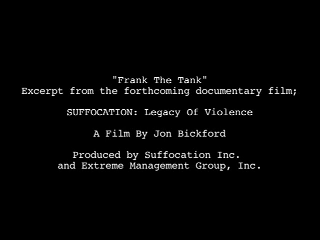 "Frank The Tank"
Excerpt from the forthcoming documentary film;
SUFFOCATION: Legacy Of Violence
A Film By Jon Bickford
Produced by Suffocation Inc.
and Extreme Management Group, Inc.